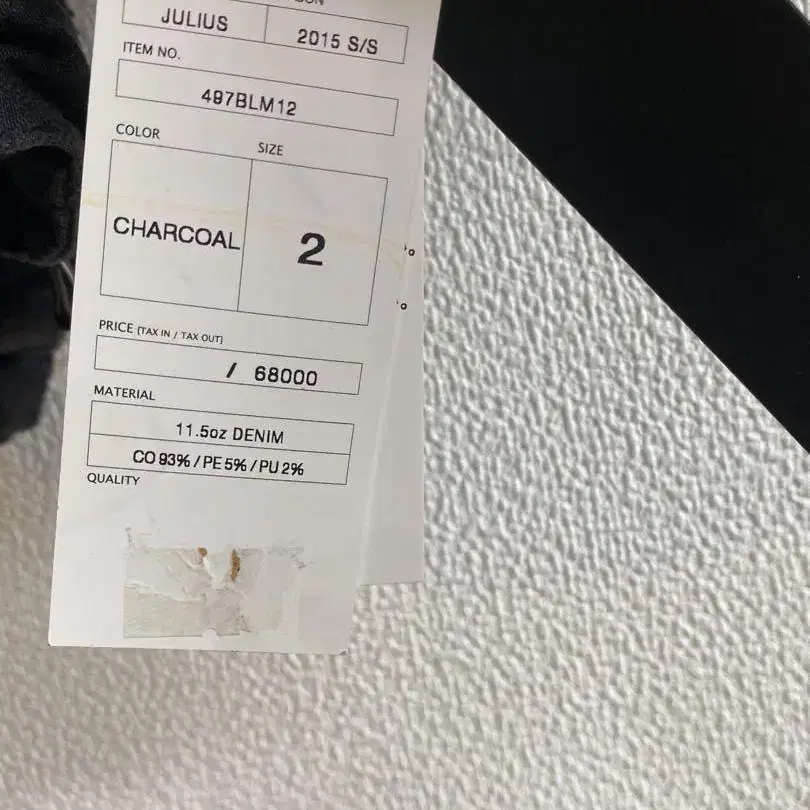 JULIUS
2015 S/S
ITEM NO.
497BLM12
COLOR
SIZE
CHARCOAL
2
PRICE [TAX IN / TAX OUT]
/ 68000
MATERIAL
11.5oz DENIM
CO 93% / PE 5% / PU 2%
QUALITY